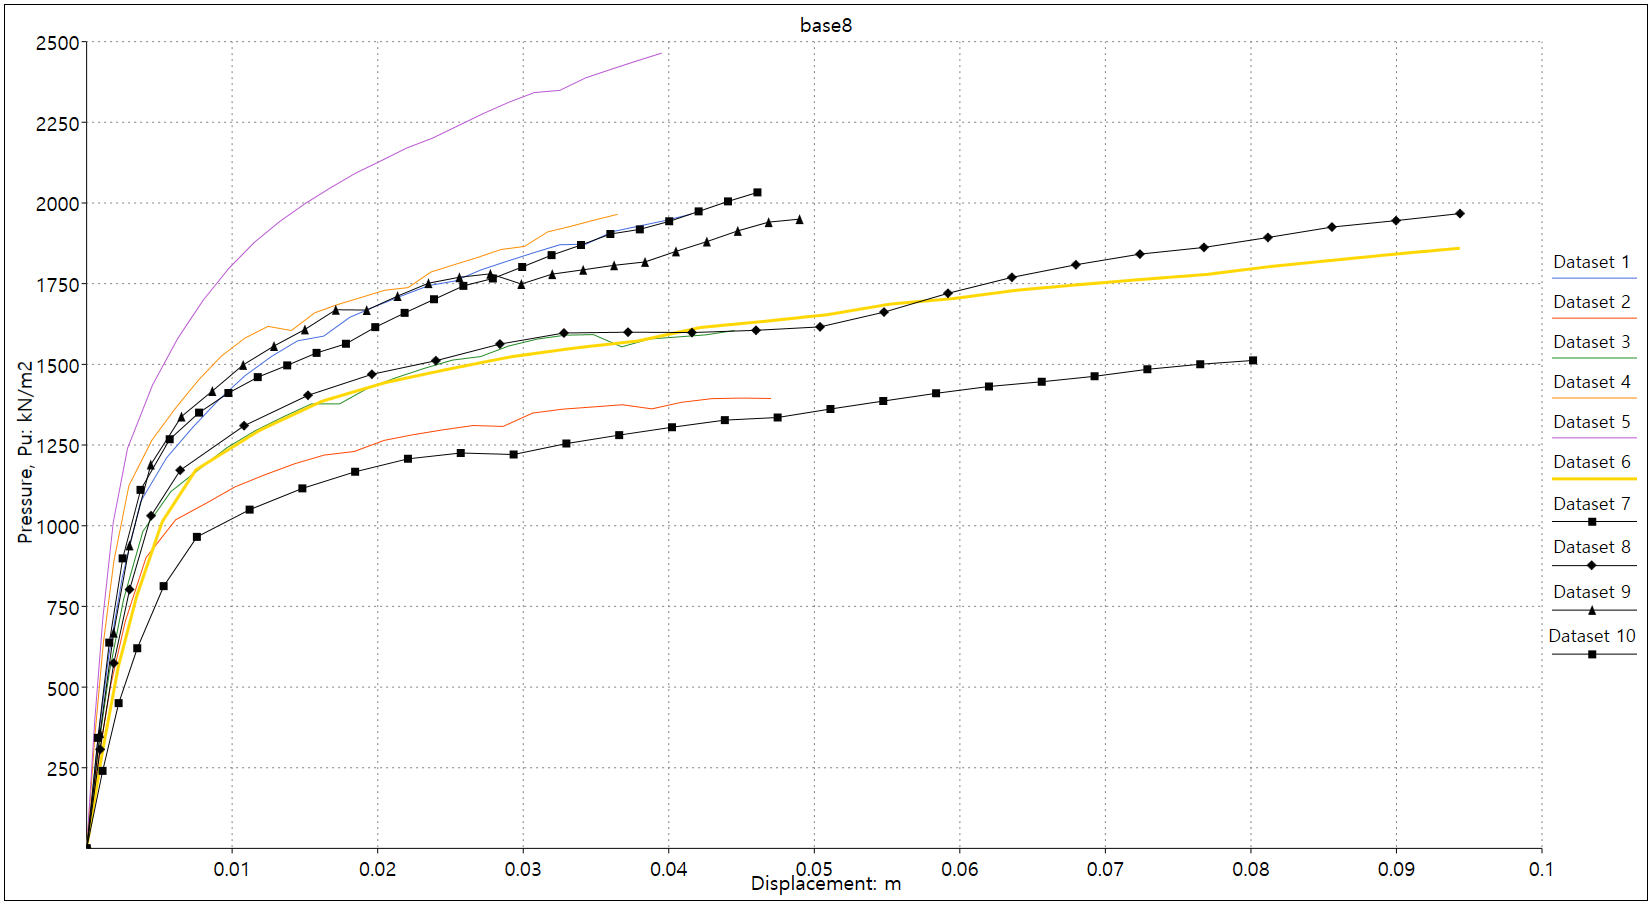 base8
2500
2250
2000
1750
1500
1250
1000
750
500
250
Pressure, Pu: kN/m2
0.01 0.02 0.03 0.04 0.05 0.06 0.07 0.08 0.09 0.1
Displacement: m
Dataset 1
Dataset 2
Dataset 3
Dataset 4
Dataset 5
Dataset 6
Dataset 7
Dataset 8
Dataset 9
Dataset 10